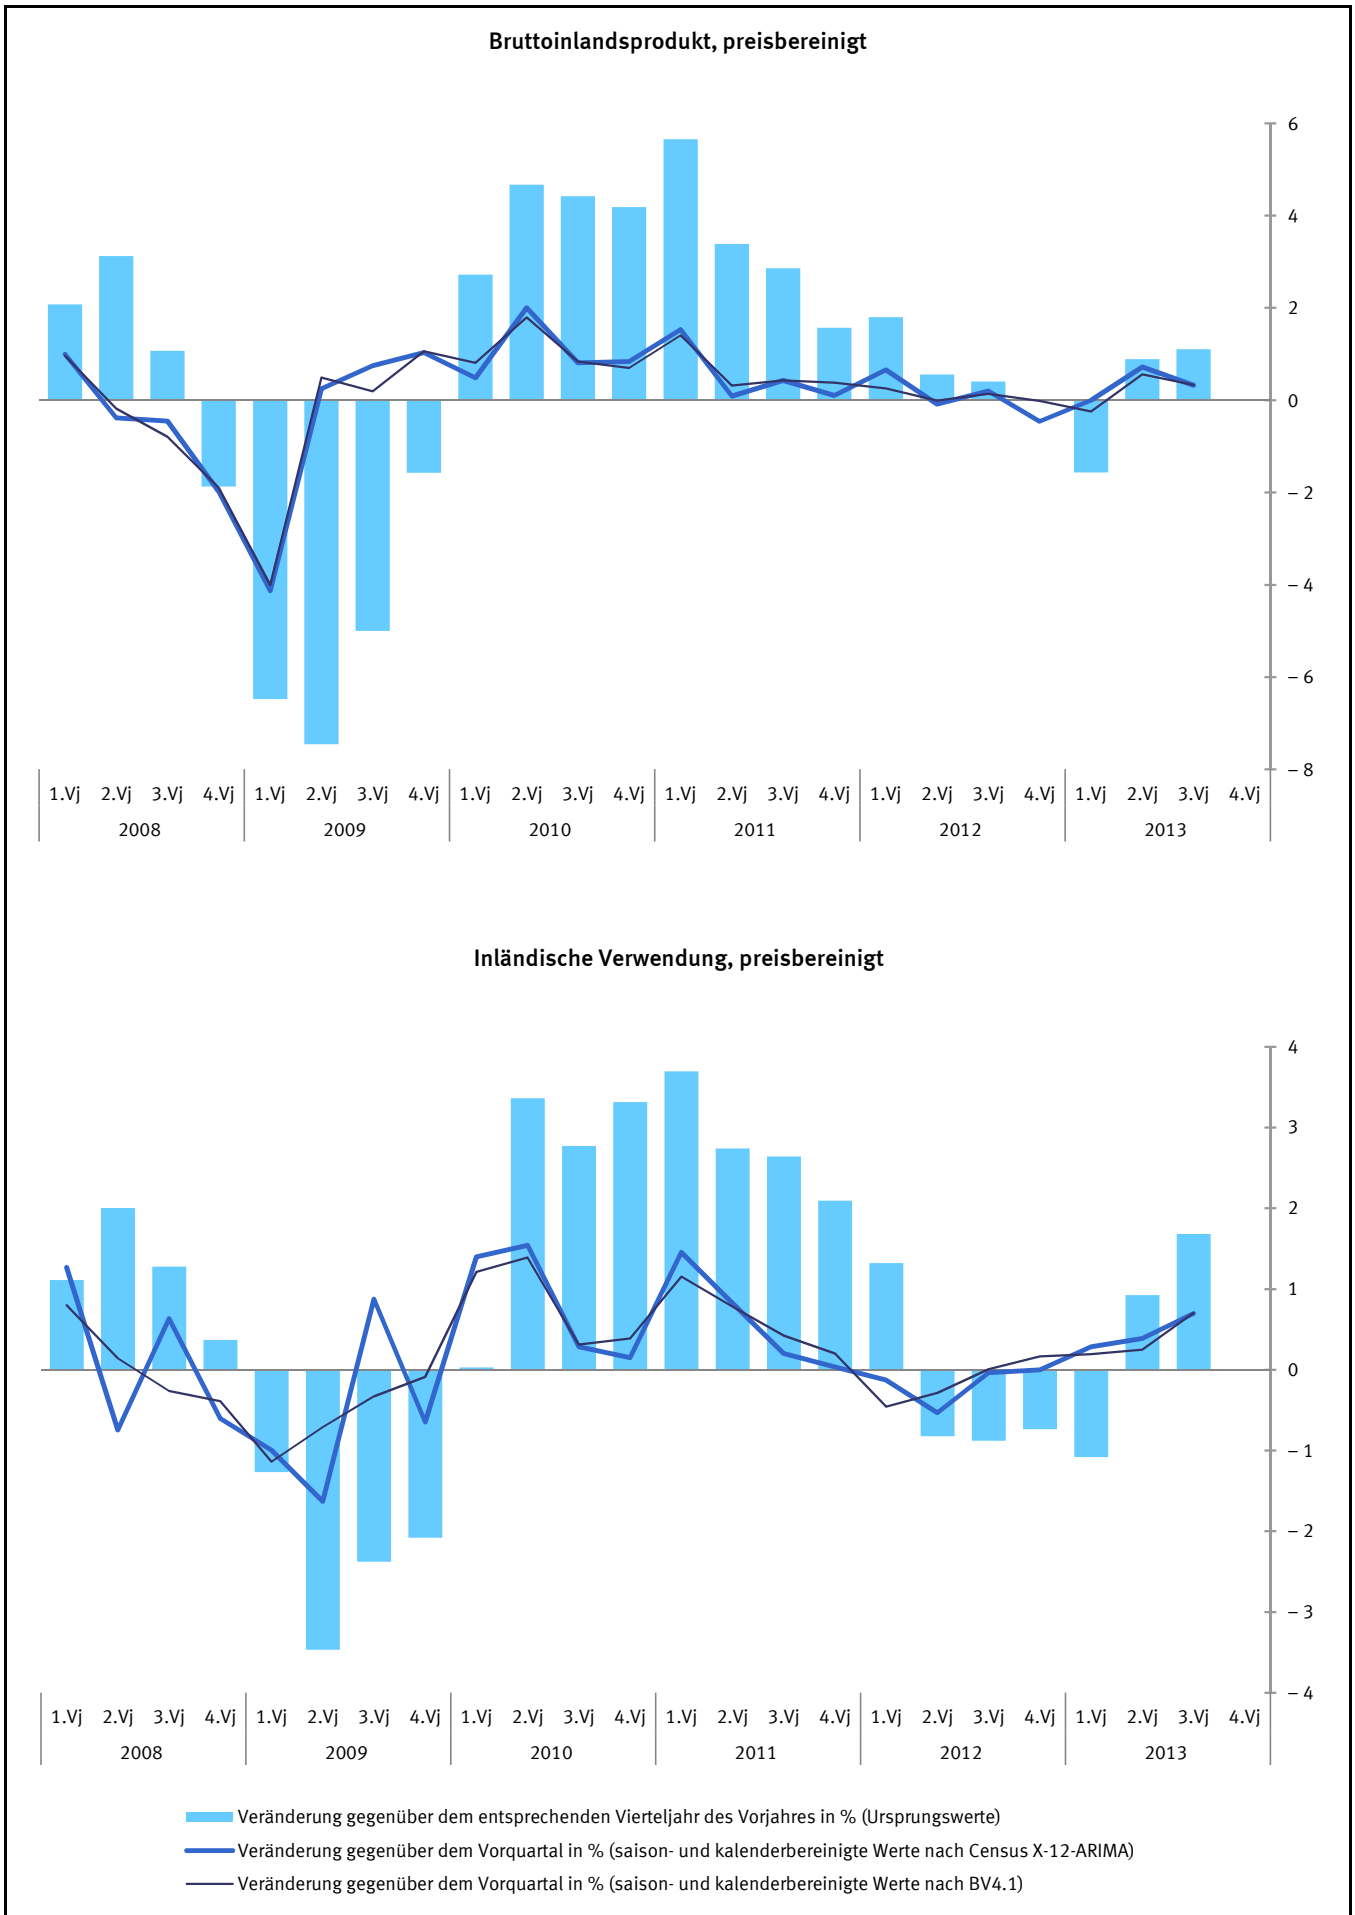 Bruttoinlandsprodukt, preisbereinigt
6
4
2
0
– 2
– 4
– 6
– 8
1.Vj 2.Vj 3.Vj 4.Vj 1.Vj 2.Vj 3.Vj 4.Vj 1.Vj 2.Vj 3.Vj 4.Vj 1.Vj 2.Vj 3.Vj 4.Vj 1.Vj 2.Vj 3.Vj 4.Vj 1.Vj 2.Vj 3.Vj 4.Vj
2008 2009 2010 2011 2012 2013
Inländische Verwendung, preisbereinigt
4
3
2
1
0
– 1
– 2
– 3
– 4
1.Vj 2.Vj 3.Vj 4.Vj 1.Vj 2.Vj 3.Vj 4.Vj 1.Vj 2.Vj 3.Vj 4.Vj 1.Vj 2.Vj 3.Vj 4.Vj 1.Vj 2.Vj 3.Vj 4.Vj 1.Vj 2.Vj 3.Vj 4.Vj
2008 2009 2010 2011 2012 2013
Veränderung gegenüber dem entsprechenden Vierteljahr des Vorjahres in % (Ursprungswerte)
Veränderung gegenüber dem Vorquartal in % (saison- und kalenderbereinigte Werte nach Census X-12-ARIMA)
Veränderung gegenüber dem Vorquartal in % (saison- und kalenderbereinigte Werte nach BV4.1)